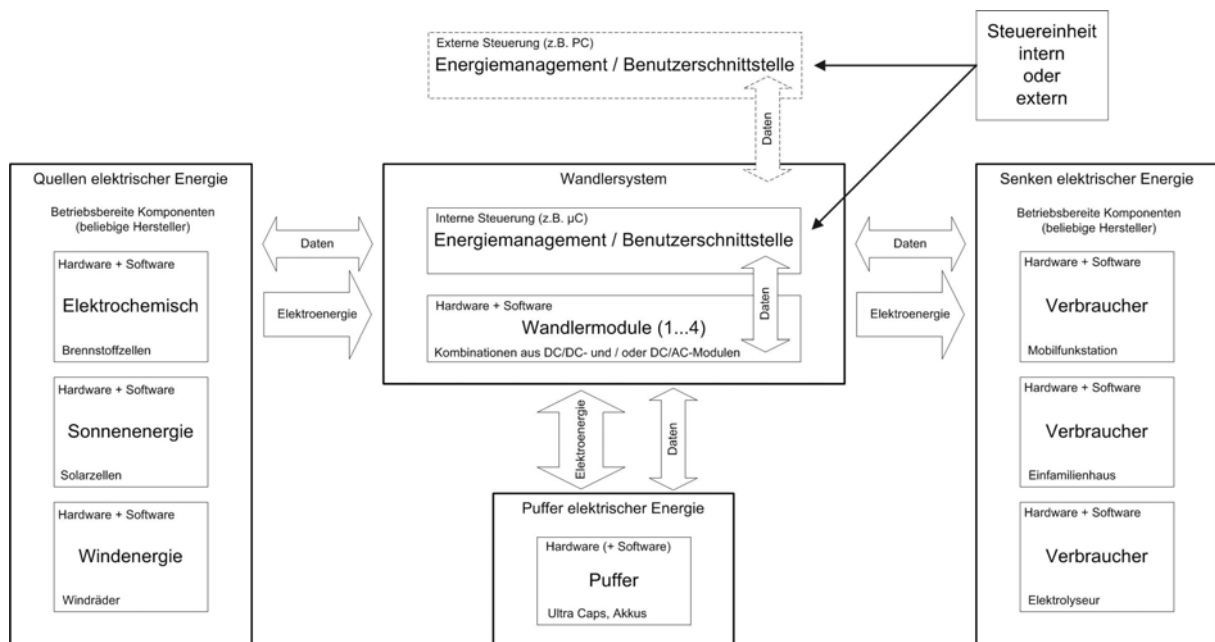 Externe Steuerung (z.B. PC)
Energiemanagement / Benutzerschnittstelle
Steuereinheit
intern
oder
extern
Daten
Quellen elektrischer Energie
Betriebsbereite Komponenten
(beliebige Hersteller)
Hardware + Software
Elektrochemisch
Brennstoffzellen
Hardware + Software
Sonnenenergie
Solarzellen
Hardware + Software
Windenergie
Windräder
Daten
Elektroenergie
Wandlersystem
Interne Steuerung (z.B. µC)
Energiemanagement / Benutzerschnittstelle
Daten
Hardware + Software
Wandlermodule (1...4)
Kombinationen aus DC/DC- und / oder DC/AC-Modulen
Elektroenergie
Daten
Puffer elektrischer Energie
Hardware (+ Software)
Puffer
Ultra Caps, Akkus
Daten
Elektroenergie
Senken elektrischer Energie
Betriebsbereite Komponenten
(beliebige Hersteller)
Hardware + Software
Verbraucher
Mobilfunkstation
Hardware + Software
Verbraucher
Einfamilienhaus
Hardware + Software
Verbraucher
Elektrolyseur